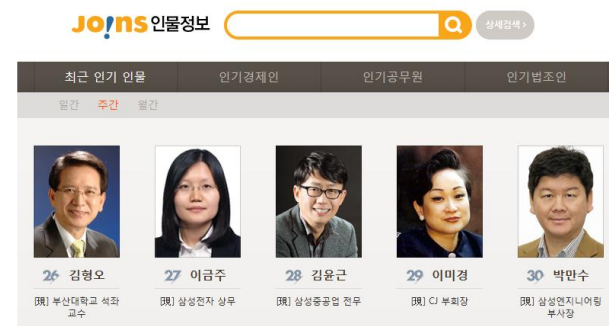 JOINS 인물정보
상세검색 >
최근 인기 인물 인기경제인 인기공무원 인기법조인
일간 주간 월간
26 김형오 27 이금주 28 김윤근 29 이미경 30 박만수
[現] 부산대학교 석좌교수 [現] 삼성전자 상무 [現] 삼성중공업 전무 [現] CJ 부회장 [現] 삼성엔지니어링 부사장